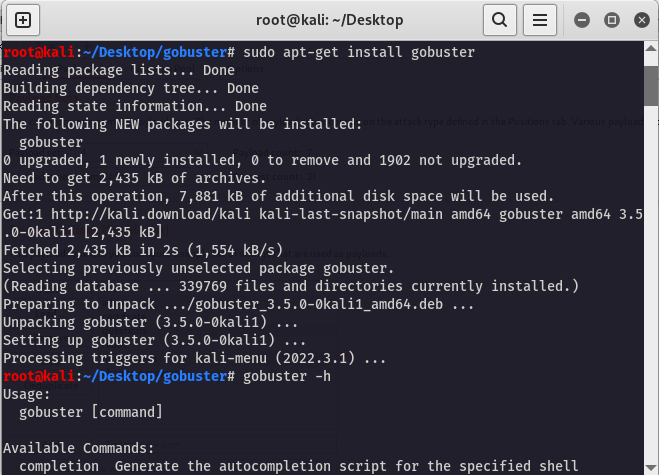 root@kali: ~/Desktop
root@kali:~/Desktop/gobuster# sudo apt-get install gobuster
Reading package lists... Done
Building dependency tree... Done
Reading state information... Done
The following NEW packages will be installed:
  gobuster
0 upgraded, 1 newly installed, 0 to remove and 1902 not upgraded.
Need to get 2,435 kB of archives.
After this operation, 7,881 kB of additional disk space will be used.
Get:1 http://kali.download/kali kali-last-snapshot/main amd64 gobuster amd64 3.5
.0-0kali1 [2,435 kB]
Fetched 2,435 kB in 2s (1,554 kB/s)
Selecting previously unselected package gobuster.
(Reading database ... 339769 files and directories currently installed.)
Preparing to unpack .../gobuster_3.5.0-0kali1_amd64.deb ...
Unpacking gobuster (3.5.0-0kali1) ...
Setting up gobuster (3.5.0-0kali1) ...
Processing triggers for kali-menu (2022.3.1) ...
root@kali:~/Desktop/gobuster# gobuster -h
Usage:
  gobuster [command]

Available Commands:
  completion  Generate the autocompletion script for the specified shell